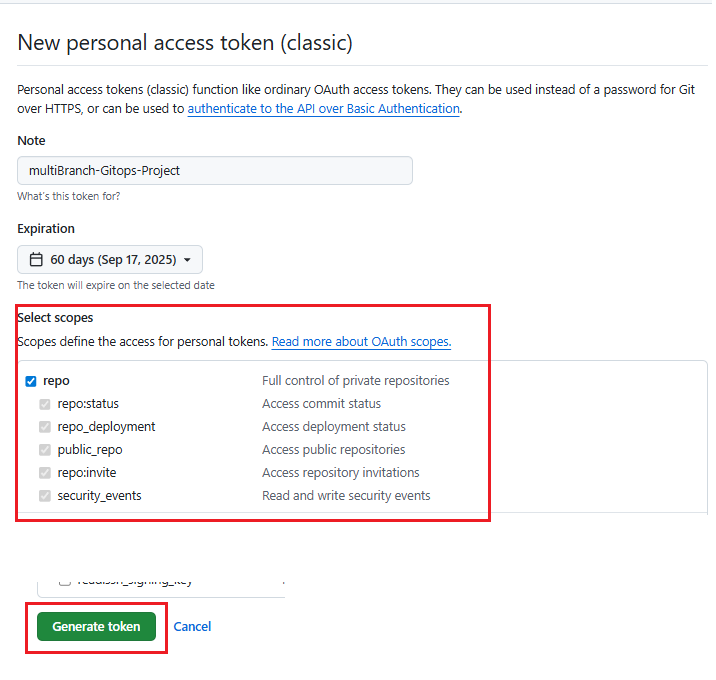 New personal access token (classic)
Personal access tokens (classic) function like ordinary OAuth access tokens. They can be used instead of a password for Git
over HTTPS, or can be used to authenticate to the API over Basic Authentication.
Note
multiBranch-Gitops-Project
What's this token for?
Expiration
60 days (Sep 17, 2025)
The token will expire on the selected date
Select scopes
Scopes define the access for personal tokens. Read more about OAuth scopes.
repo Full control of private repositories
repo:status Access commit status
repo_deployment Access deployment status
public_repo Access public repositories
repo:invite Access repository invitations
security_events Read and write security events
Generate token Cancel